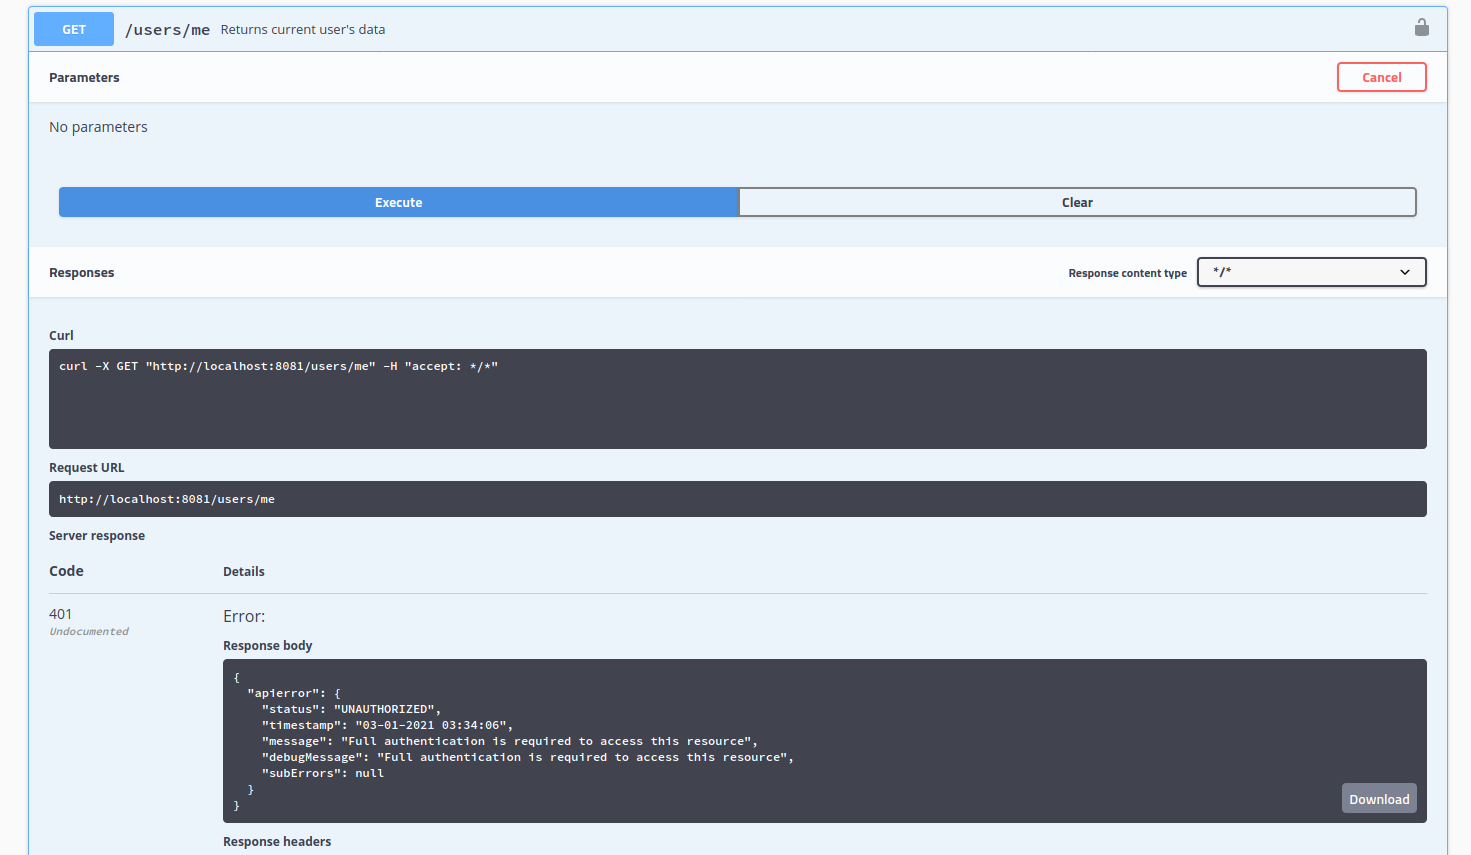 GET /users/me Returns current user's data
Parameters
Cancel
No parameters
Execute
Clear
Responses
Response content type
*/*
Curl
curl -X GET "http://localhost:8081/users/me" -H "accept: */*"
Request URL
http://localhost:8081/users/me
Server response
Code
Details
401
Undocumented
Error:
Response body
{
  "apierror": {
    "status": "UNAUTHORIZED",
    "timestamp": "03-01-2021 03:34:06",
    "message": "Full authentication is required to access this resource",
    "debugMessage": "Full authentication is required to access this resource",
    "subErrors": null
  }
}
Download
Response headers